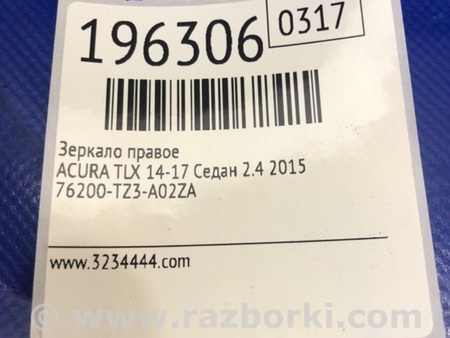 196306
0317
Зеркало правое
ACURA TLX 14-17 Седан 2.4 2015
76200-TZ3-A02ZA
www.3234444.com
© www.razborki.com